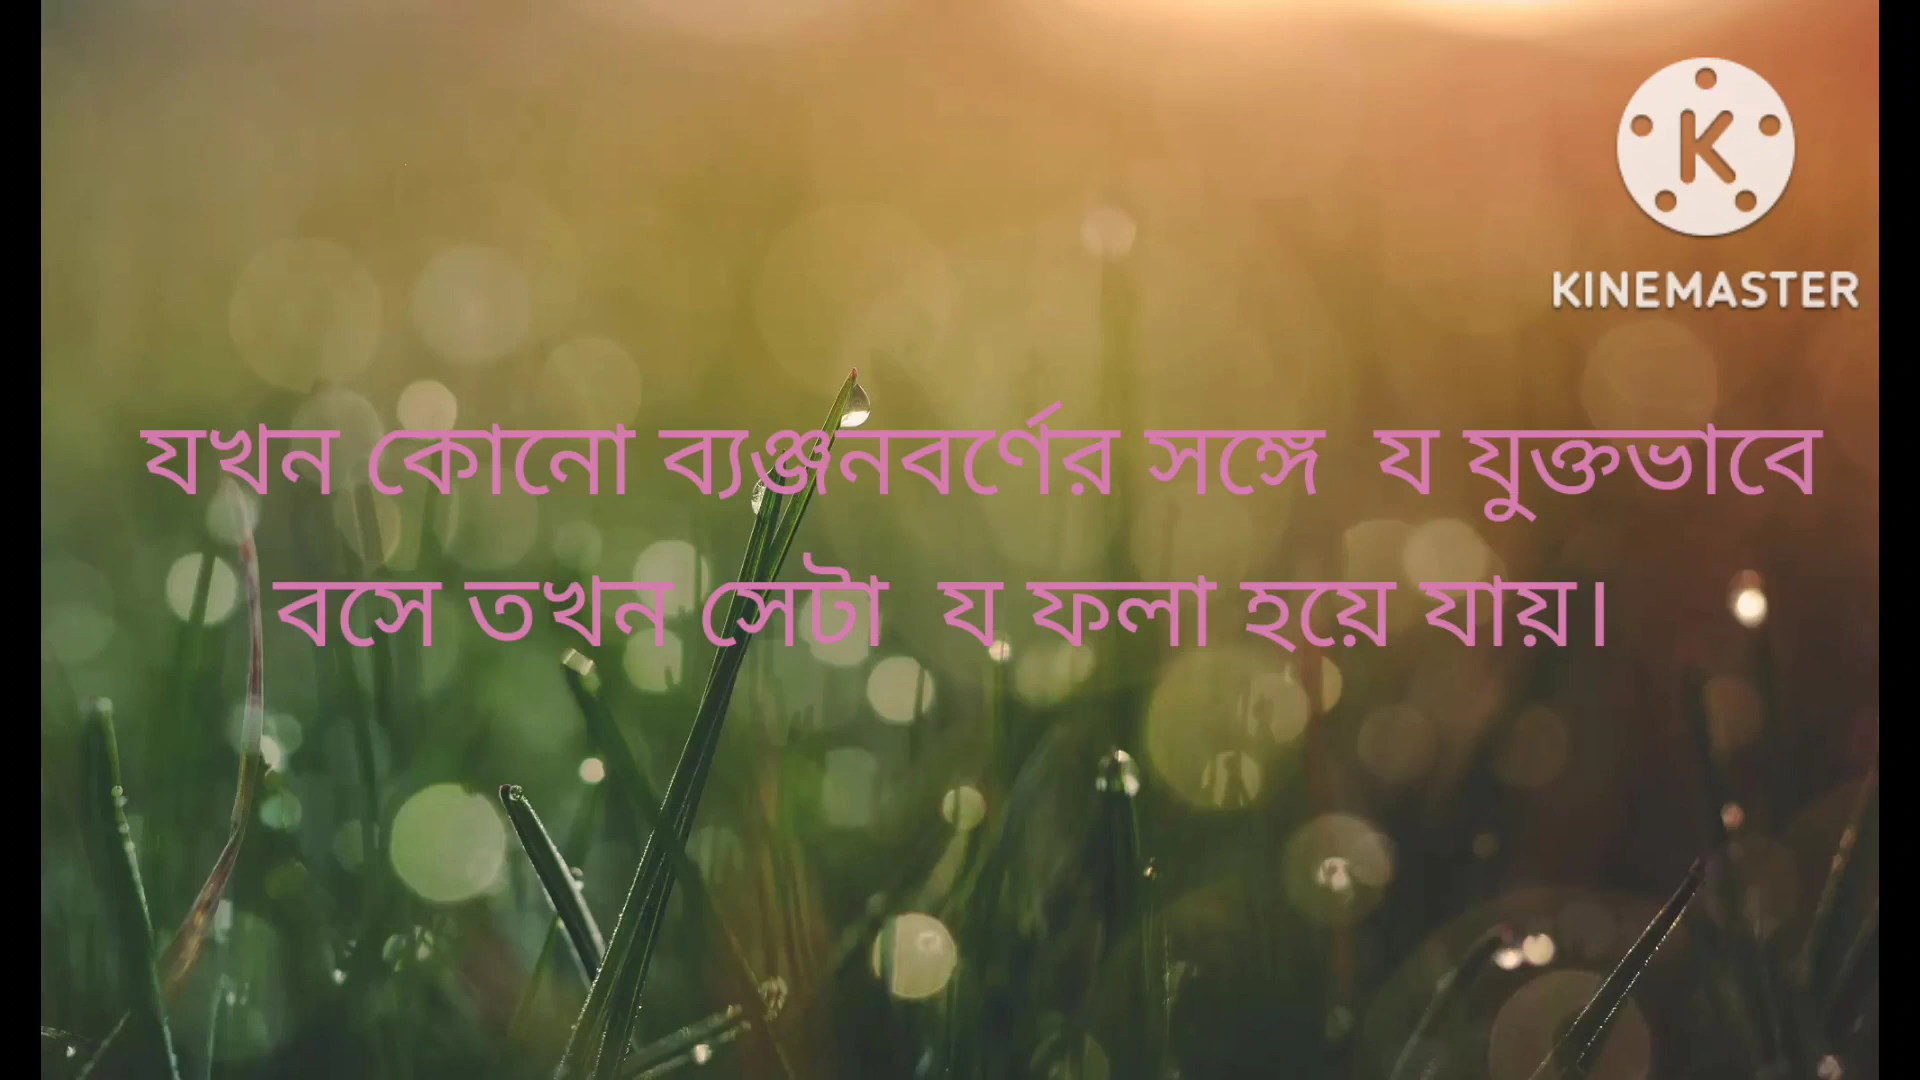 KINEMASTER
যখন কোনো ব্যঞ্জনবর্ণের সঙ্গে য যুক্তভাবে
বসে তখন সেটা য ফলা হয়ে যায়।